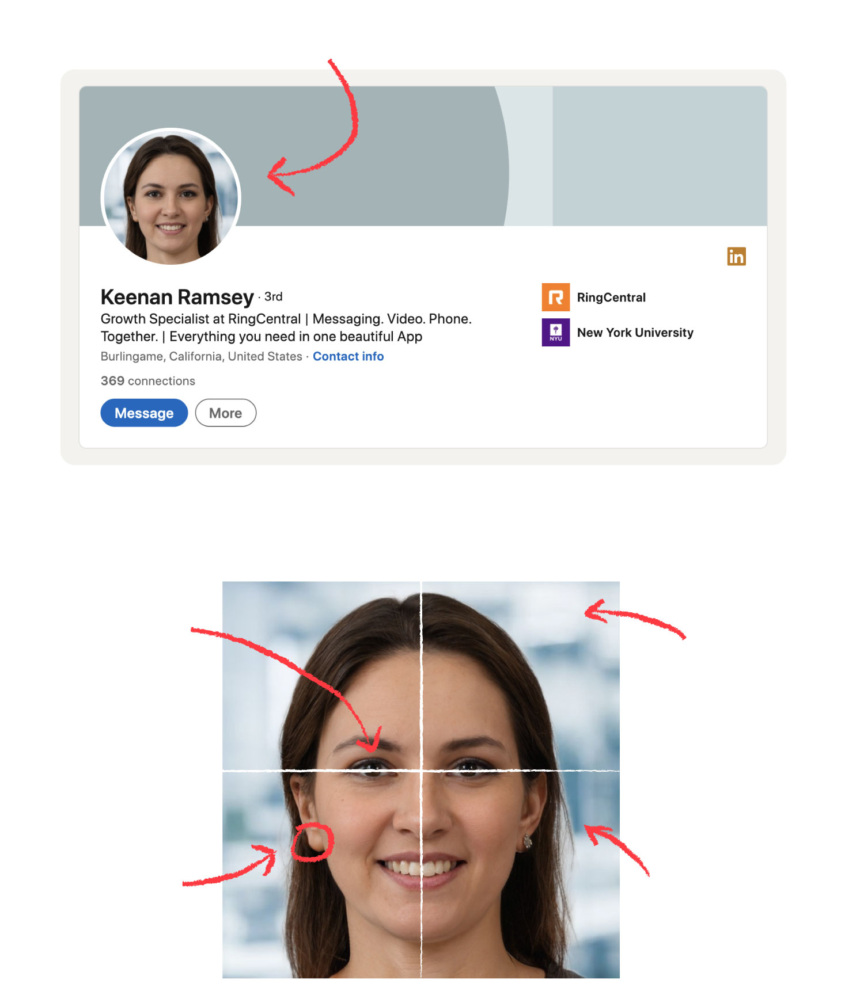 in
Keenan Ramsey · 3rd
Growth Specialist at RingCentral | Messaging. Video. Phone.
Together. | Everything you need in one beautiful App
Burlingame, California, United States · Contact info
369 connections
Message
More
RingCentral
NYU
New York University